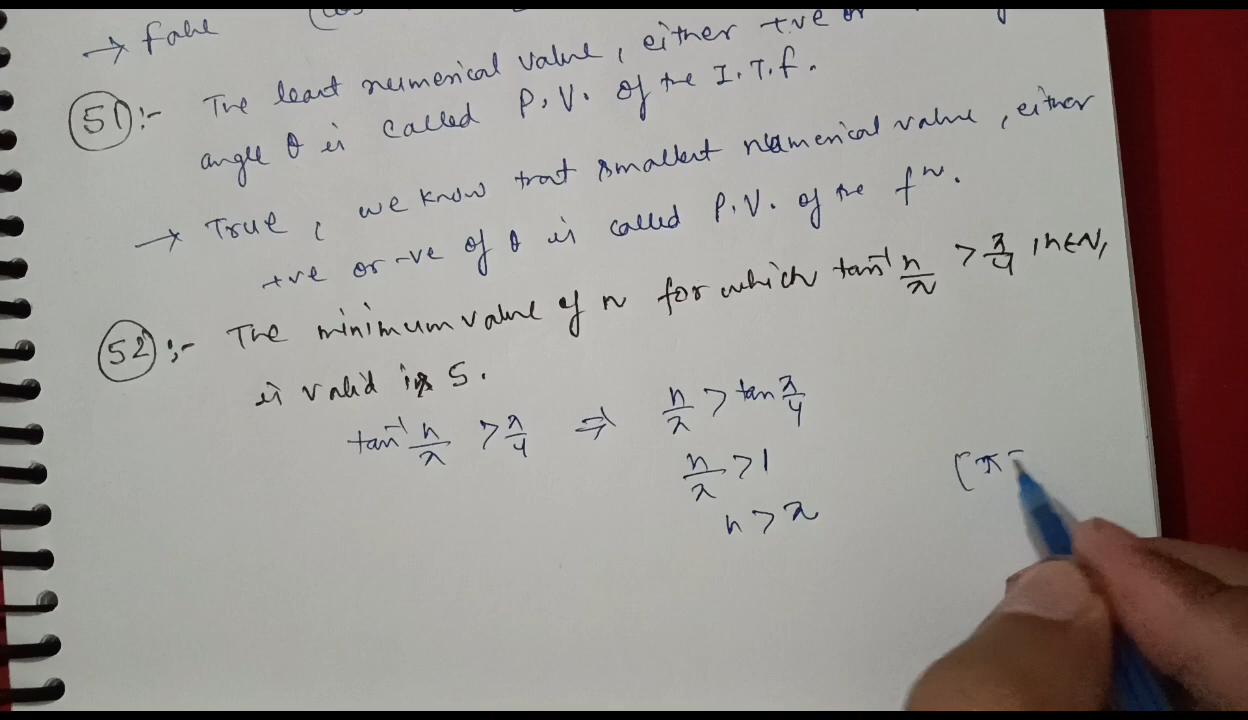 → False (cos
51 :- The least numerical value, either +ve or
angle θ is called P.V. of the I.T.f.
→ True, we know that smallest numerical value, either
+ve or -ve of θ is called P.V. of the fⁿ.
52 :- The minimum value of n for which tan⁻¹ n/π > π/4, n∈N,
is valid is 5.
tan⁻¹ n/π > π/4 ⇒ n/π > tan π/4
n/π > 1
n > π [π =